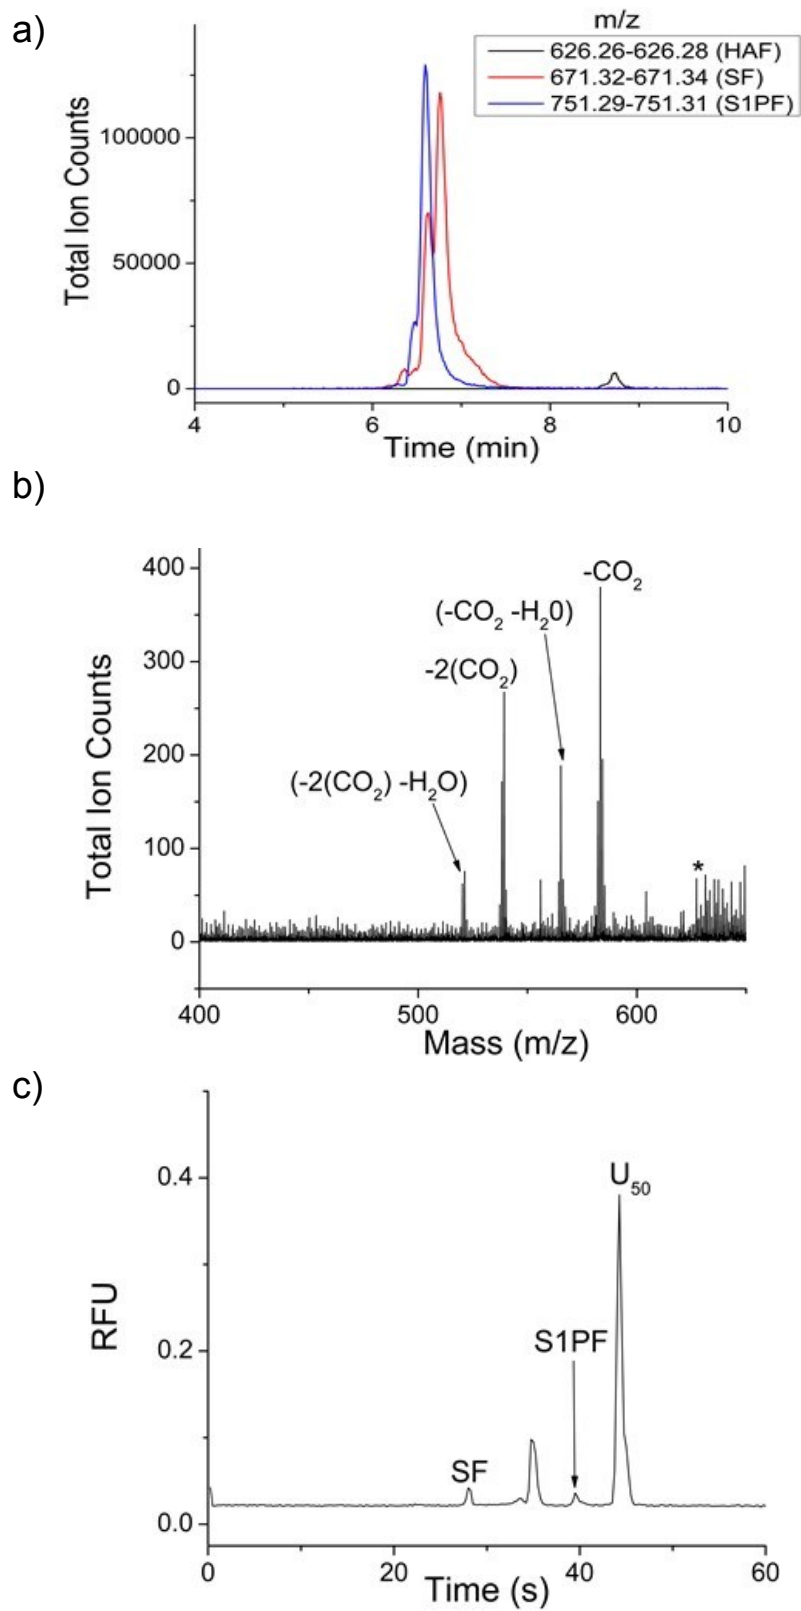 a)
m/z
626.26-626.28 (HAF)
671.32-671.34 (SF)
751.29-751.31 (S1PF)
Total Ion Counts
100000
50000
0
4 6 8 10
Time (min)
b)
Total Ion Counts
400
300
200
100
0
-CO₂
(-CO₂ -H₂0)
-2(CO₂)
(-2(CO₂) -H₂O)
*
400 500 600
Mass (m/z)
c)
RFU
0.4
0.2
0.0
U₅₀
S1PF
SF
0 20 40 60
Time (s)